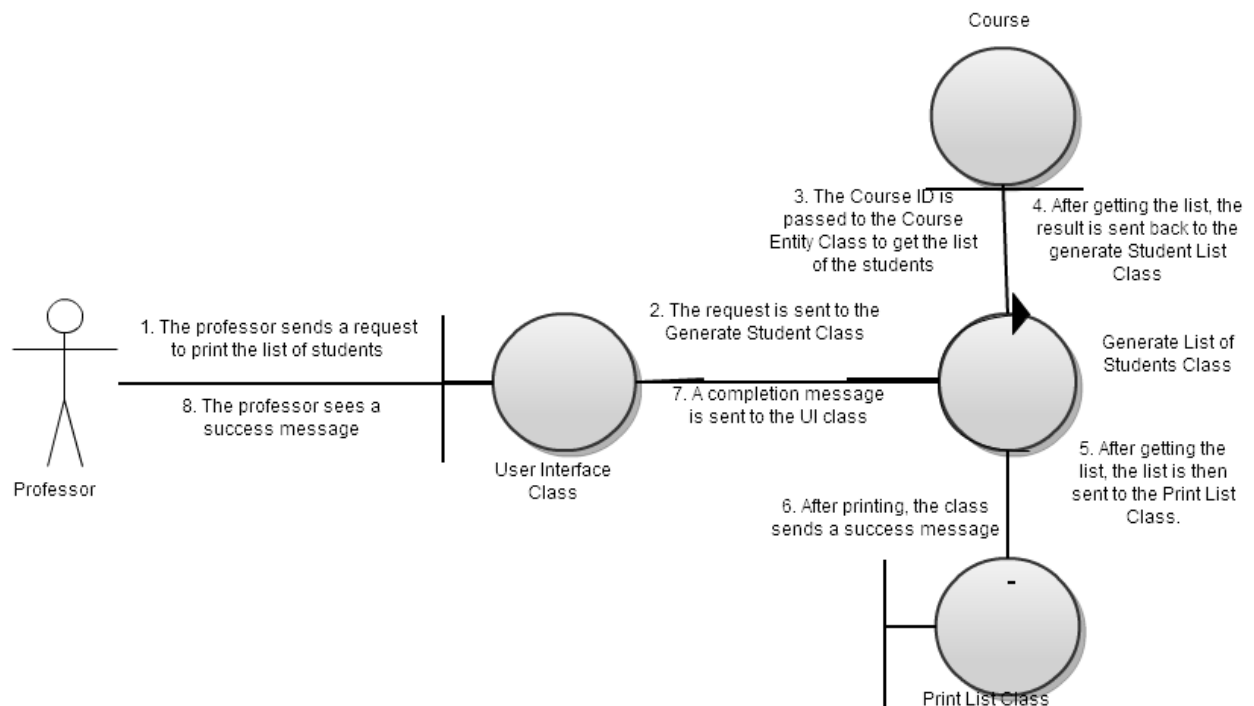 Course
3. The Course ID is
passed to the Course
Entity Class to get the list
of the students
4. After getting the list, the
result is sent back to the
generate Student List
Class
1. The professor sends a request
to print the list of students
2. The request is sent to the
Generate Student Class
Generate List of
Students Class
8. The professor sees a
success message
7. A completion message
is sent to the UI class
Professor
User Interface
Class
5. After getting the
list, the list is then
sent to the Print List
Class.
6. After printing, the class
sends a success message
Print List Class